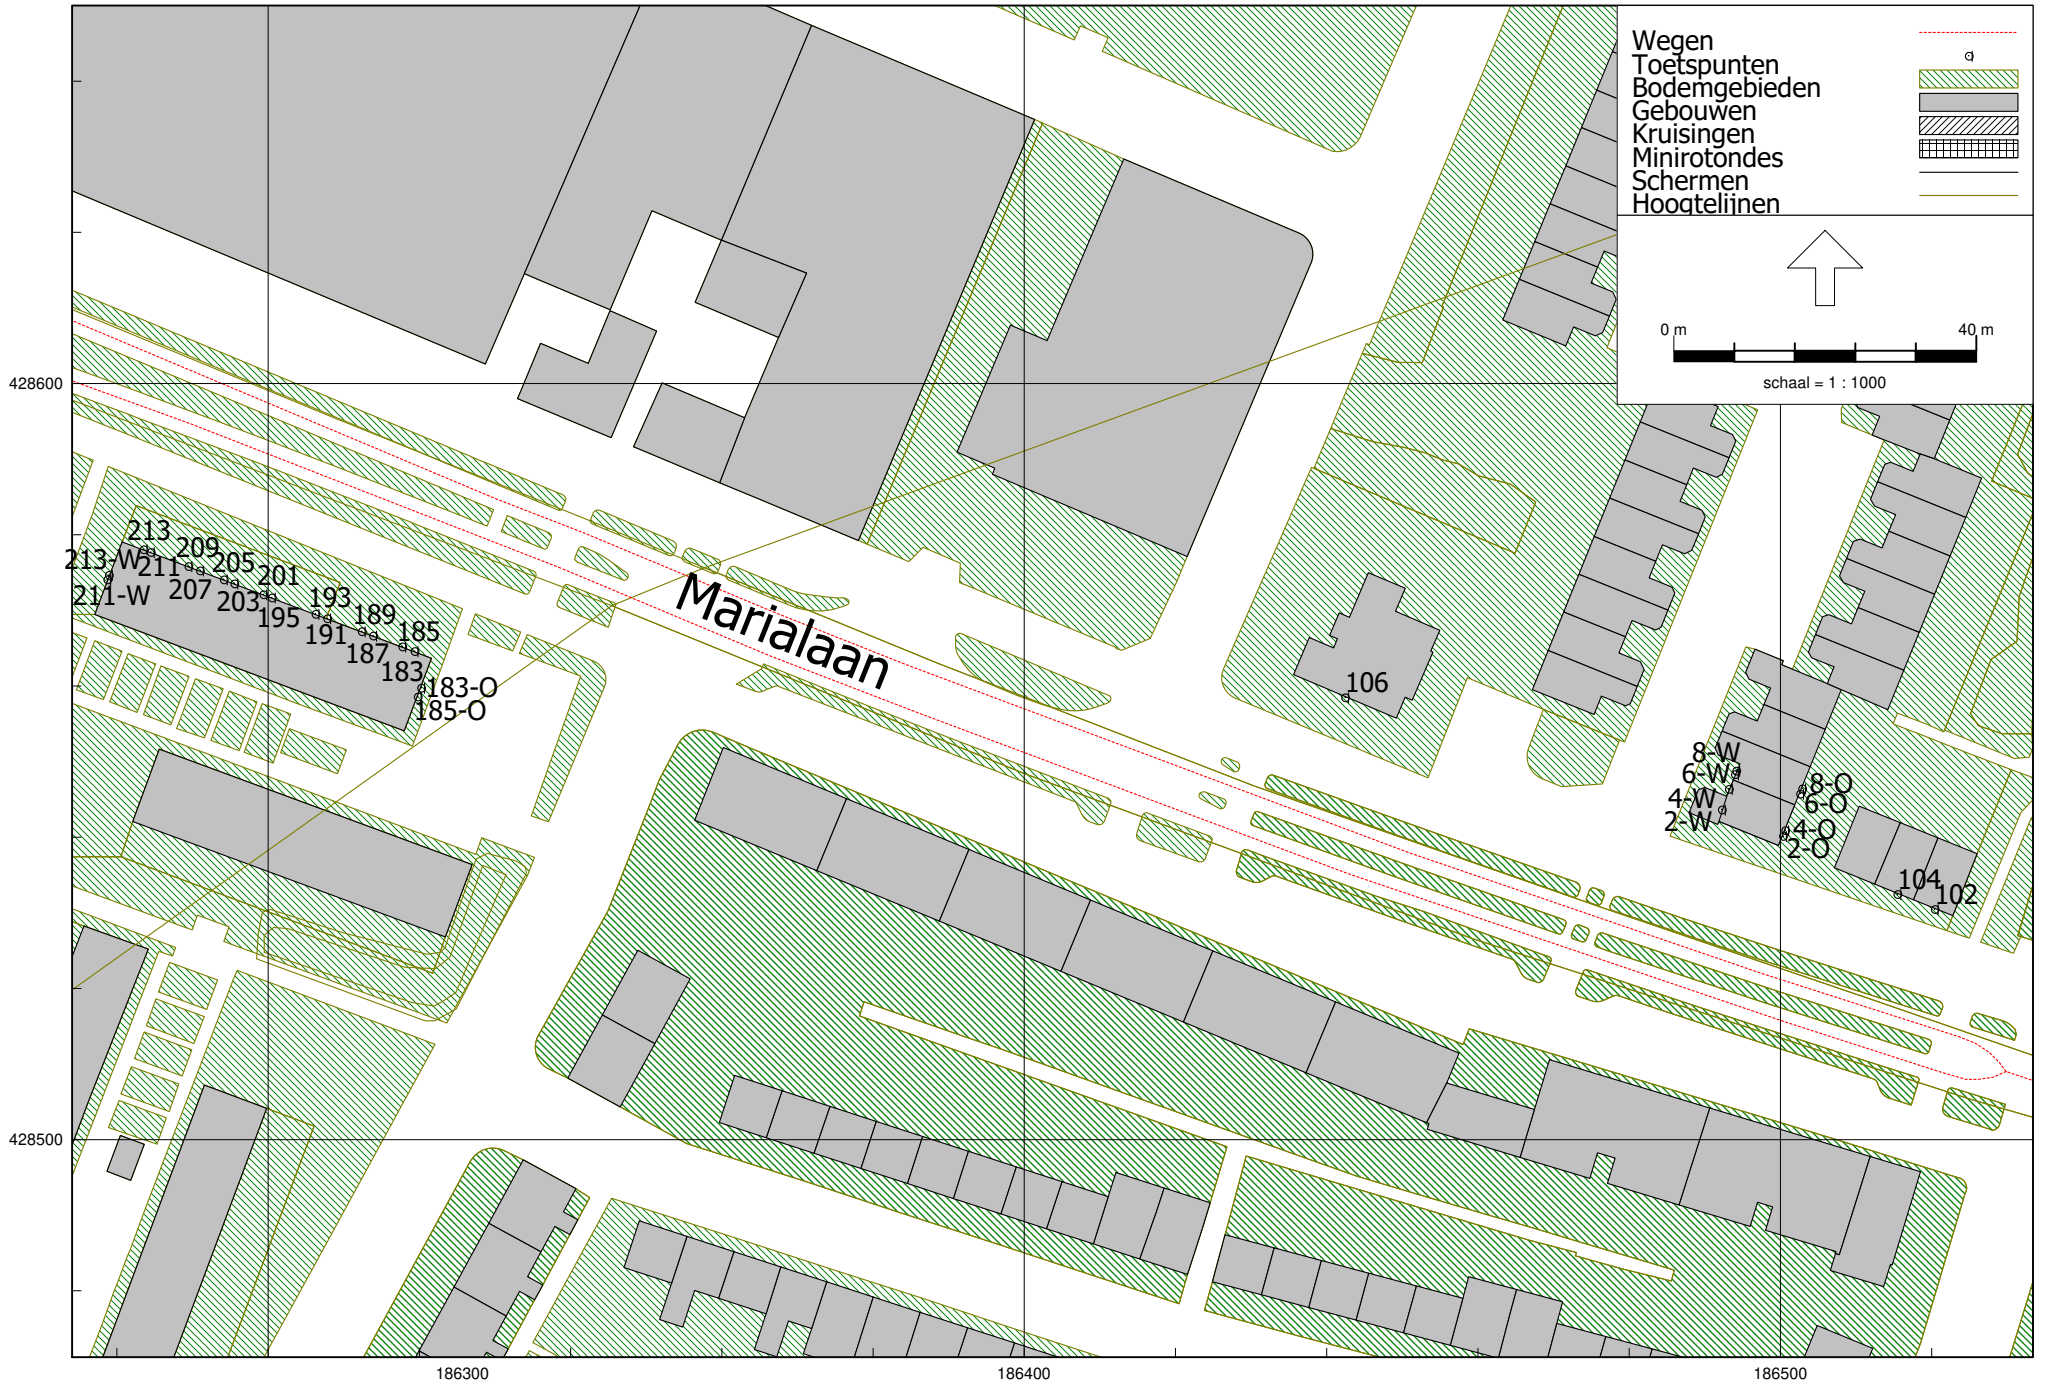 Wegen
Toetspunten
Bodemgebieden
Gebouwen
Kruisingen
Minirotondes
Schermen
Hoogtelijnen
0 m 40 m
schaal = 1 : 1000
428600
213
209
213-W 211 205
201
211-W 207 203
193
195 189
191 185
187
183
183-O
185-O
Marialaan
106
8-W
6-W 8-O
4-W 6-O
2-W 4-O
2-O
104
102
428500
186300 186400 186500